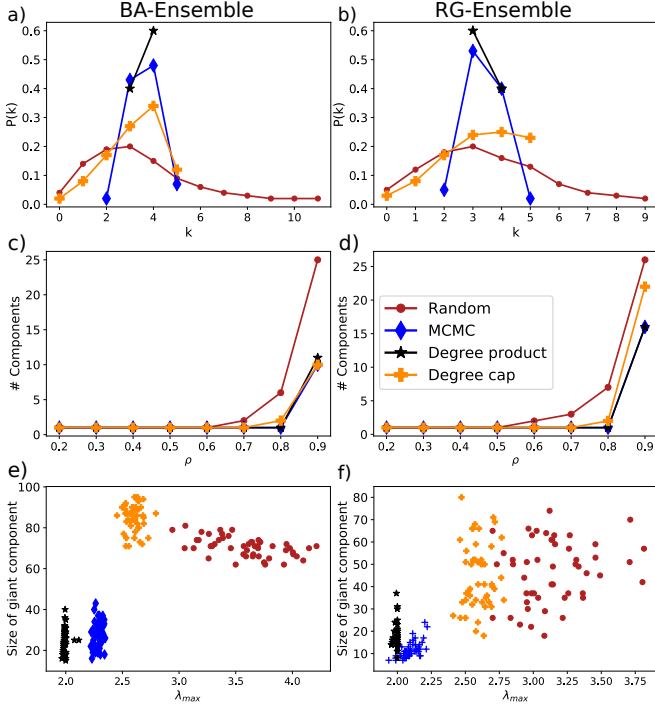 BA-Ensemble
RG-Ensemble
a)
P(k)
0.6
0.5
0.4
0.3
0.2
0.1
0.0
0 2 4 6 8 10
k
b)
P(k)
0.6
0.5
0.4
0.3
0.2
0.1
0.0
0 1 2 3 4 5 6 7 8 9
k
c)
# Components
25
20
15
10
5
0
0.2 0.3 0.4 0.5 0.6 0.7 0.8 0.9
ρ
d)
# Components
25
20
15
10
5
0
Random
MCMC
Degree product
Degree cap
0.2 0.3 0.4 0.5 0.6 0.7 0.8 0.9
ρ
e)
Size of giant component
100
80
60
40
20
2.0 2.5 3.0 3.5 4.0
λmax
f)
Size of giant component
80
70
60
50
40
30
20
10
2.00 2.25 2.50 2.75 3.00 3.25 3.50 3.75
λmax